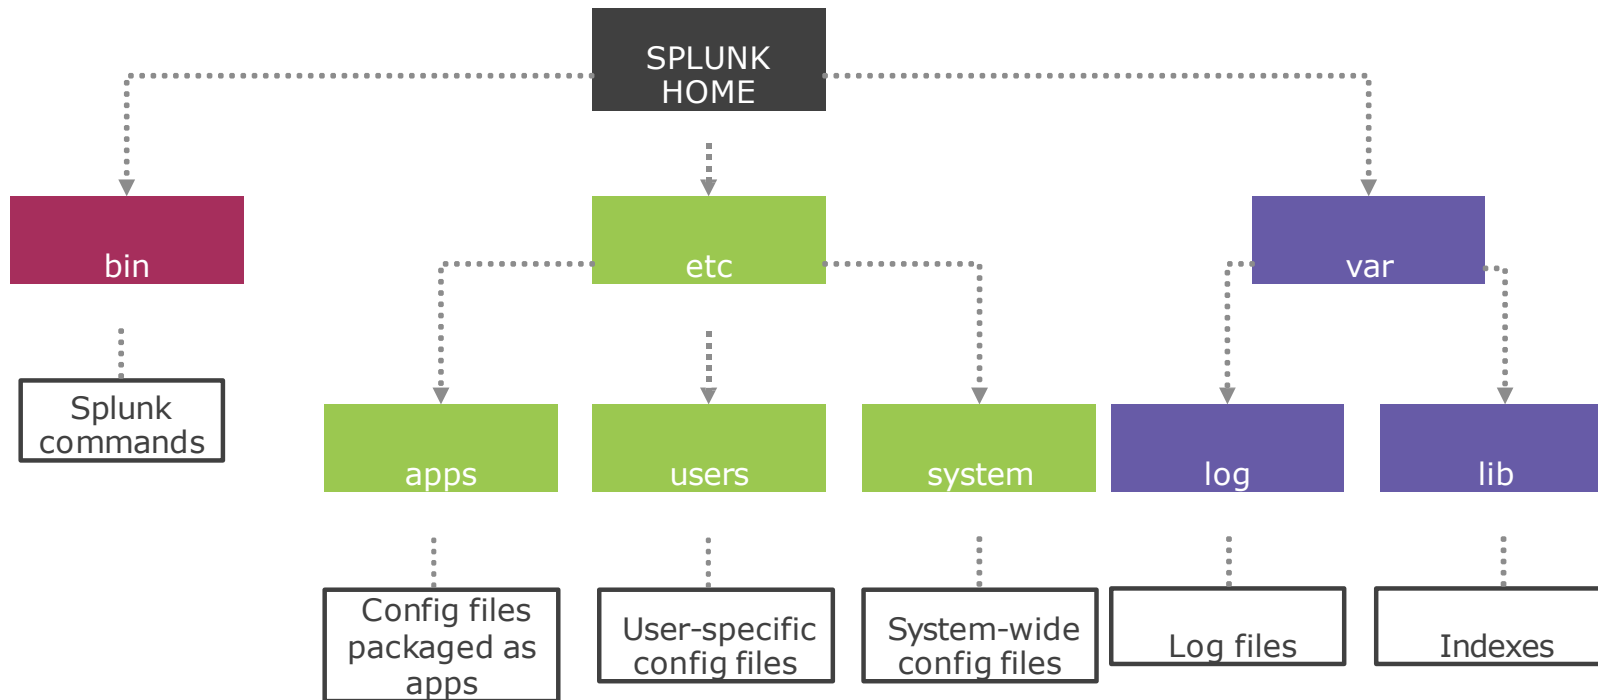 SPLUNK
HOME
bin
etc
var
Splunk
commands
apps
users
system
log
lib
Config files
packaged as
apps
User-specific
config files
System-wide
config files
Log files
Indexes